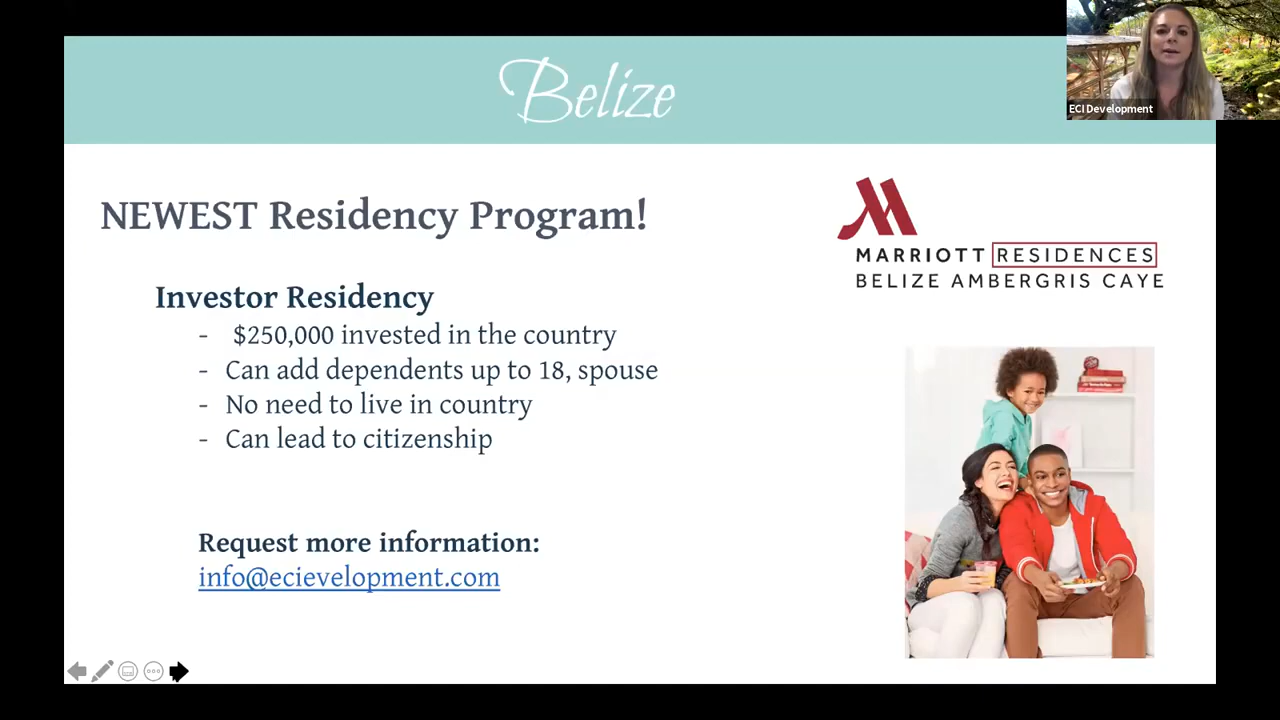 Belize
ECI Development
NEWEST Residency Program!
MARRIOTT RESIDENCES
BELIZE AMBERGRIS CAYE
Investor Residency
- $250,000 invested in the country
- Can add dependents up to 18, spouse
- No need to live in country
- Can lead to citizenship
Request more information:
info@ecievelopment.com